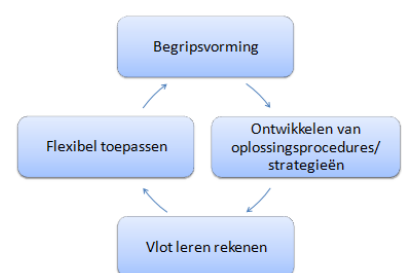 Begripsvorming
Flexibel toepassen
Ontwikkelen van
oplossingsprocedures/
strategieën
Vlot leren rekenen